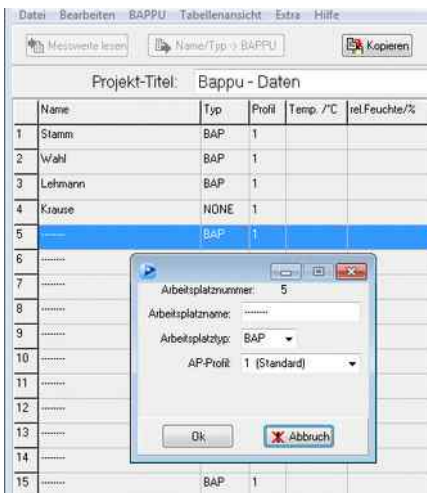 Datei Bearbeiten BAPPU Tabellenansicht Extra Hilfe
Messwerte lesen Name/Typ -> BAPPU Kopieren
Projekt-Titel: Bappu - Daten
Name Typ Profil Temp. /°C rel.Feuchte/%
1 Stamm BAP 1
2 Wahl BAP 1
3 Lehmann BAP 1
4 Krause NONE 1
5 -------- BAP 1
6 --------
7 --------
8 --------
9 --------
10 --------
11 --------
12 --------
13 --------
14 --------
15 -------- BAP 1
Arbeitsplatznummer: 5
Arbeitsplatzname: --------
Arbeitsplatztyp: BAP
AP-Profil: 1 (Standard)
Ok Abbruch